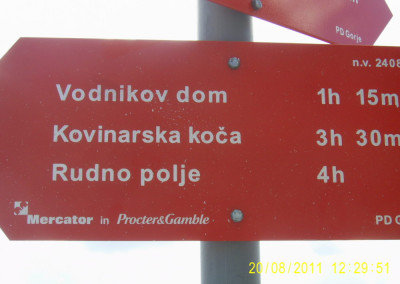 PD Gorje
n.v. 2408
Vodnikov dom 1h 15m
Kovinarska koča 3h 30m
Rudno polje 4h
Mercator in Procter&Gamble PD G
20/08/2011 12:29:51